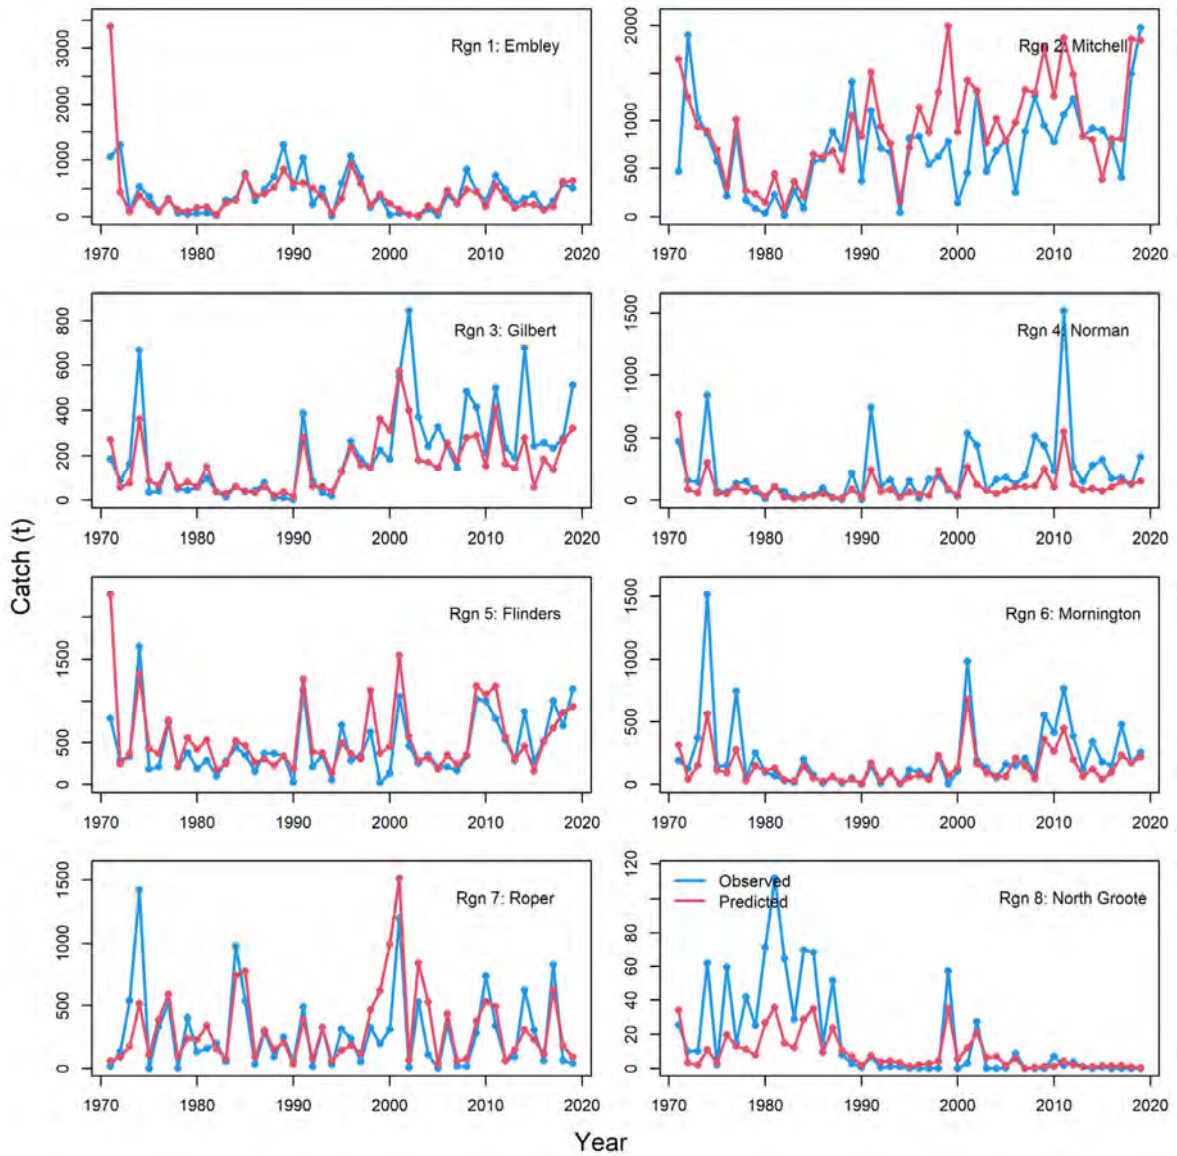 Rgn 1: Embley
0
1000
2000
3000
1970 1980 1990 2000 2010 2020
Rgn 2: Mitchell
0
500
1000
2000
1970 1980 1990 2000 2010 2020
Rgn 3: Gilbert
0
200
400
600
800
1970 1980 1990 2000 2010 2020
Rgn 4: Norman
0
500
1000
1500
1970 1980 1990 2000 2010 2020
Rgn 5: Flinders
0
500
1500
1970 1980 1990 2000 2010 2020
Rgn 6: Mornington
0
500
1000
1500
1970 1980 1990 2000 2010 2020
Rgn 7: Roper
0
500
1000
1500
1970 1980 1990 2000 2010 2020
Observed
Predicted
Rgn 8: North Groote
0
20
40
60
80
120
1970 1980 1990 2000 2010 2020
Catch (t)
Year